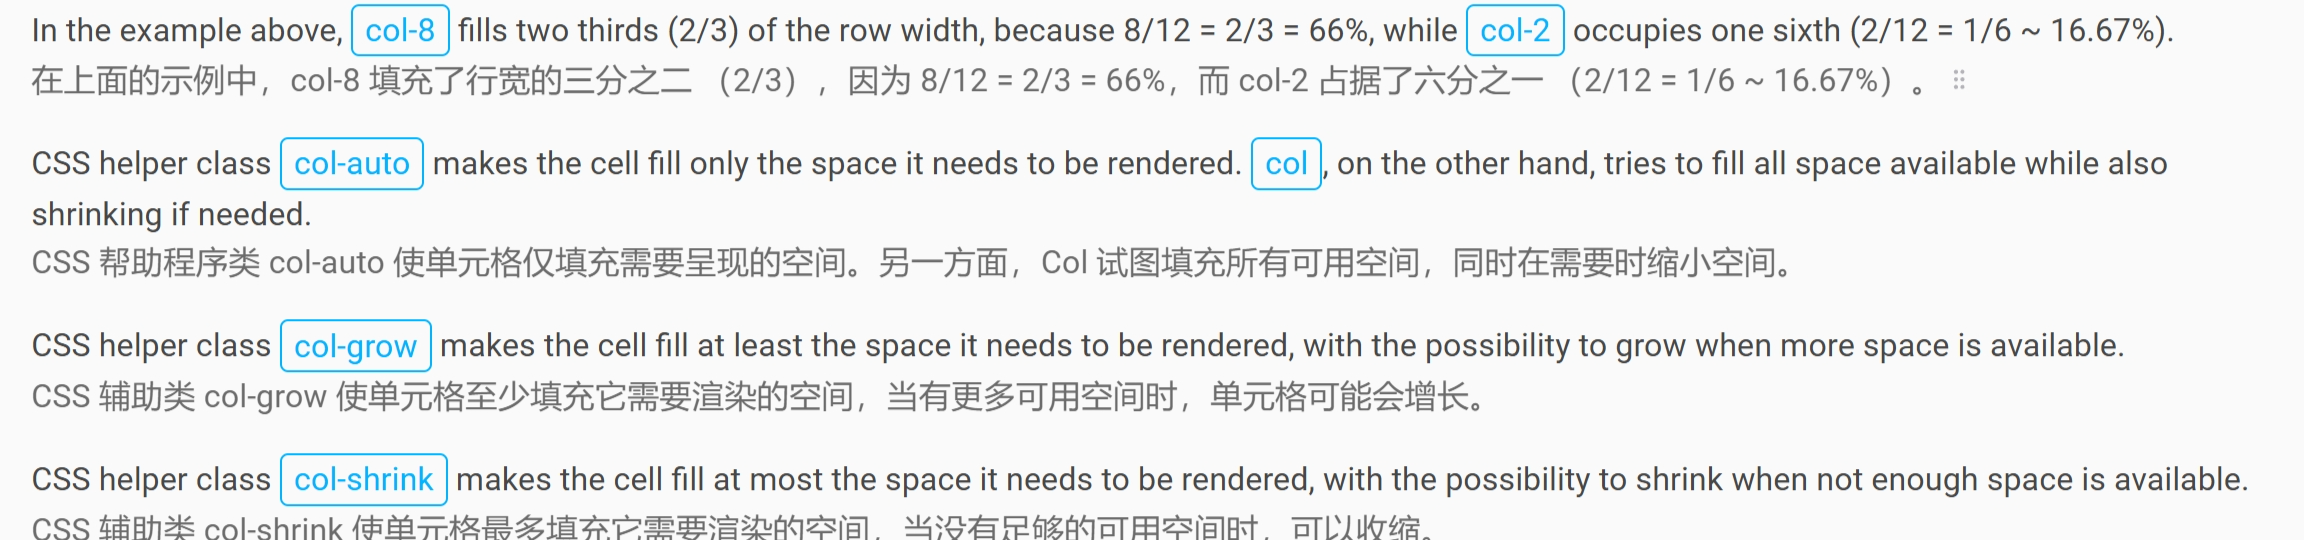 In the example above, col-8 fills two thirds (2/3) of the row width, because 8/12 = 2/3 = 66%, while col-2 occupies one sixth (2/12 = 1/6 ~ 16.67%).
在上面的示例中，col-8 填充了行宽的三分之二 （2/3），因为 8/12 = 2/3 = 66%，而 col-2 占据了六分之一 （2/12 = 1/6 ~ 16.67%）。
CSS helper class col-auto makes the cell fill only the space it needs to be rendered. col, on the other hand, tries to fill all space available while also
shrinking if needed.
CSS 帮助程序类 col-auto 使单元格仅填充需要呈现的空间。另一方面，Col 试图填充所有可用空间，同时在需要时缩小空间。
CSS helper class col-grow makes the cell fill at least the space it needs to be rendered, with the possibility to grow when more space is available.
CSS 辅助类 col-grow 使单元格至少填充它需要渲染的空间，当有更多可用空间时，单元格可能会增长。
CSS helper class col-shrink makes the cell fill at most the space it needs to be rendered, with the possibility to shrink when not enough space is available.
CSS 辅助类 col-shrink 使单元格最多填充它需要渲染的空间，当没有足够的可用空间时，可以收缩。